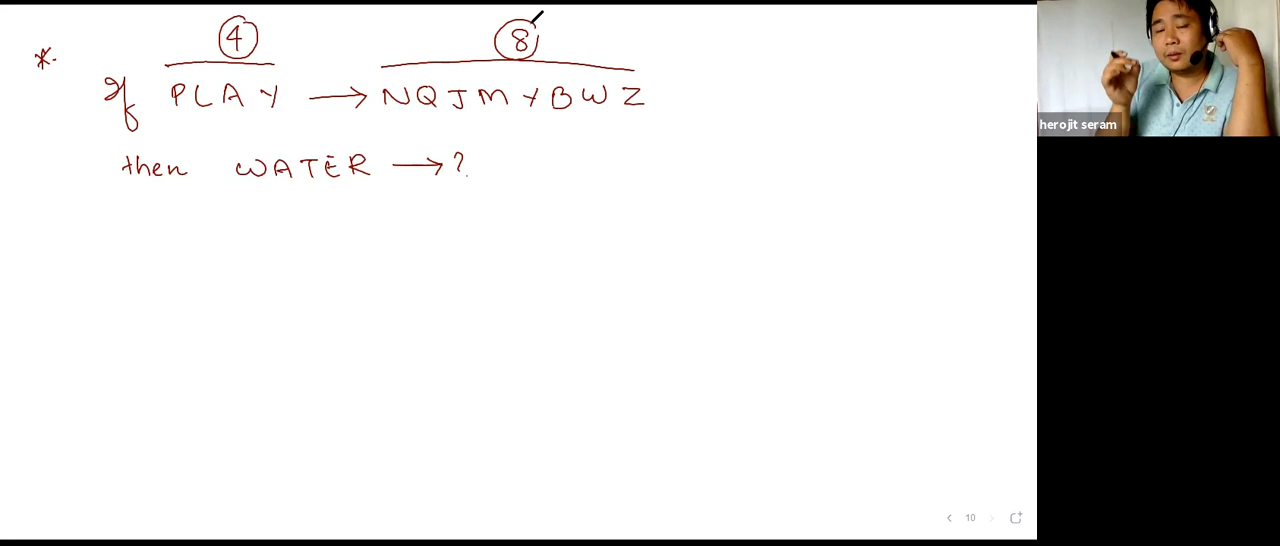 ④ ⑧
*. If PLAY → NQJMYBWZ
then WATER → ?
herojit seram
10